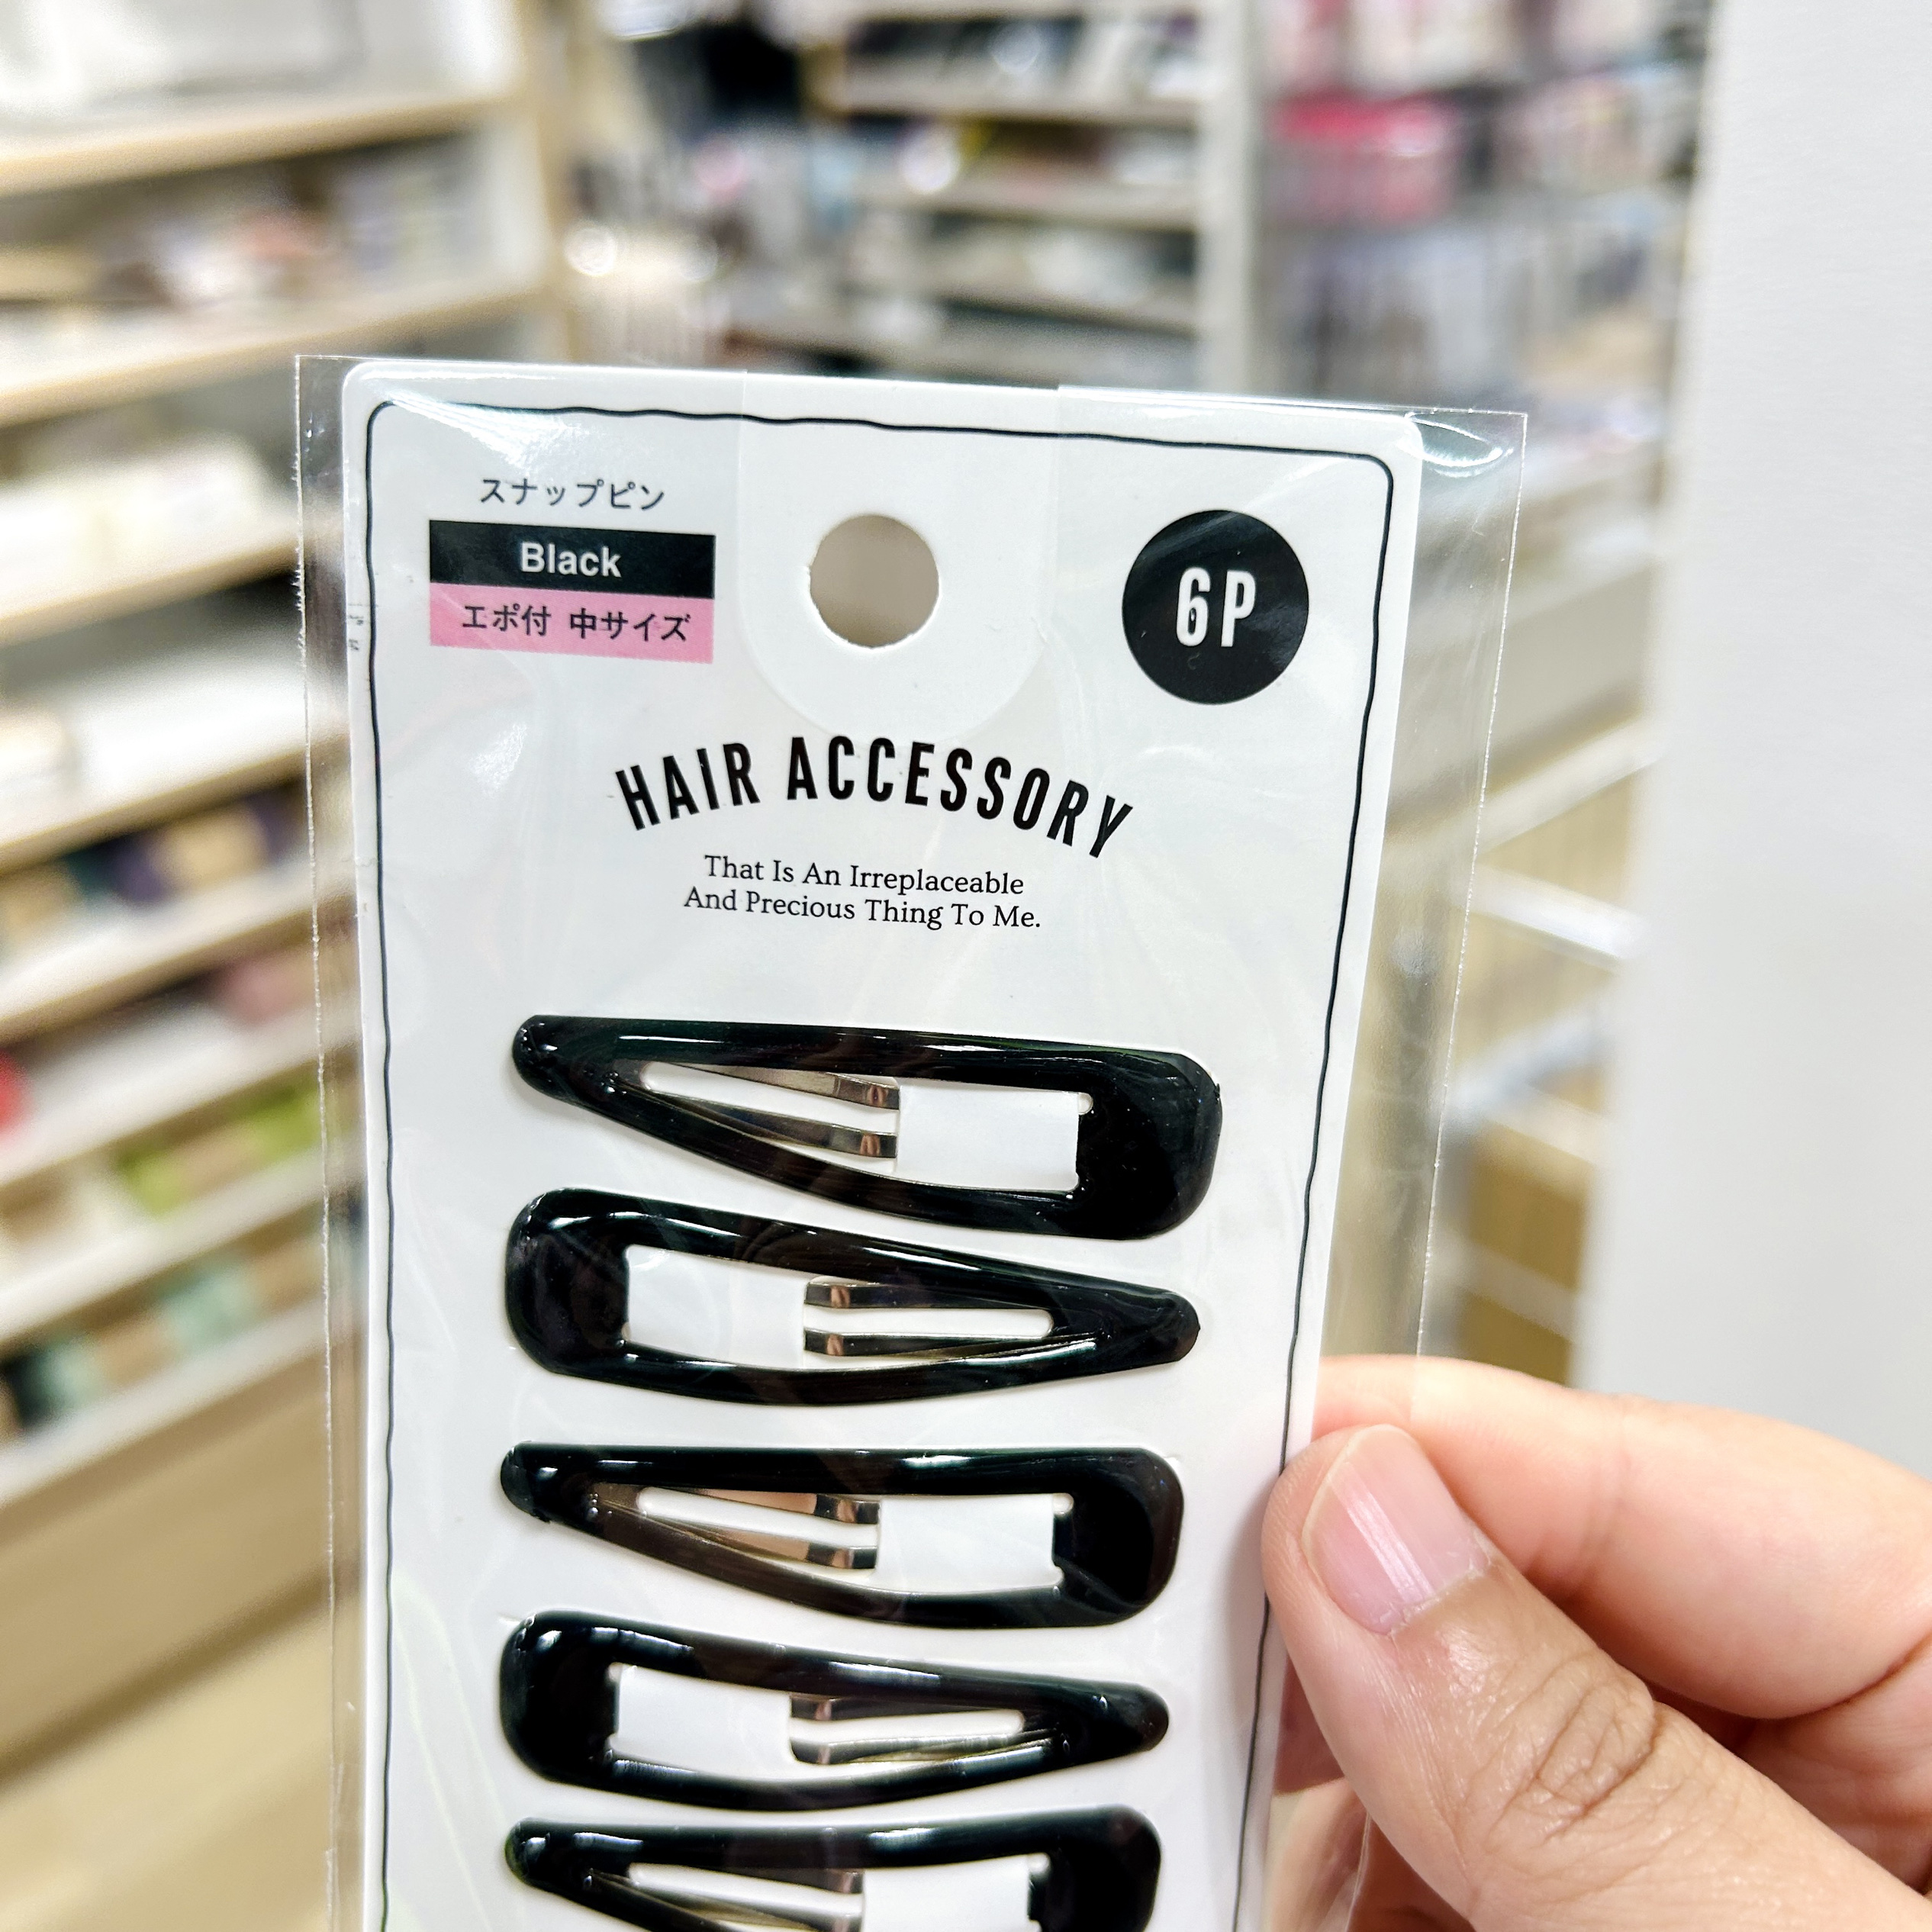 スナップピン
Black
エポ付 中サイズ
6P
HAIR ACCESSORY
That Is An Irreplaceable
And Precious Thing To Me.